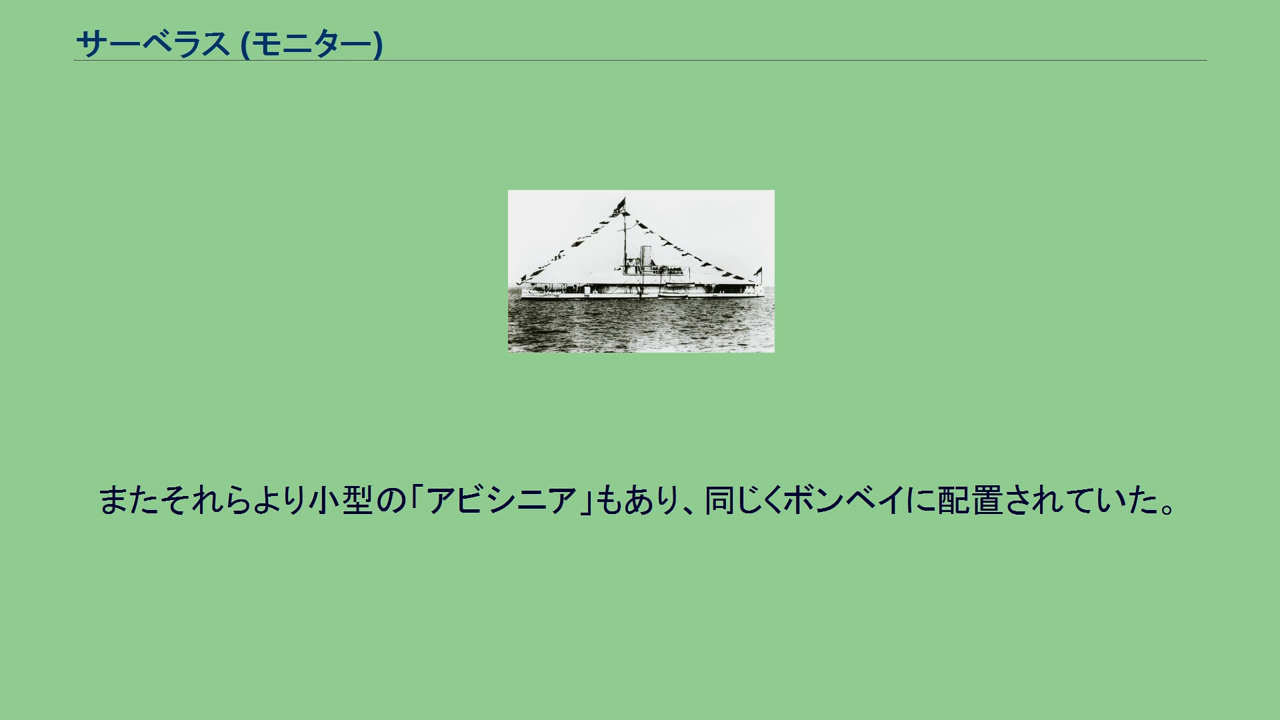 サーベラス (モニター)
またそれらより小型の「アビシニア」もあり、同じくボンベイに配置されていた。